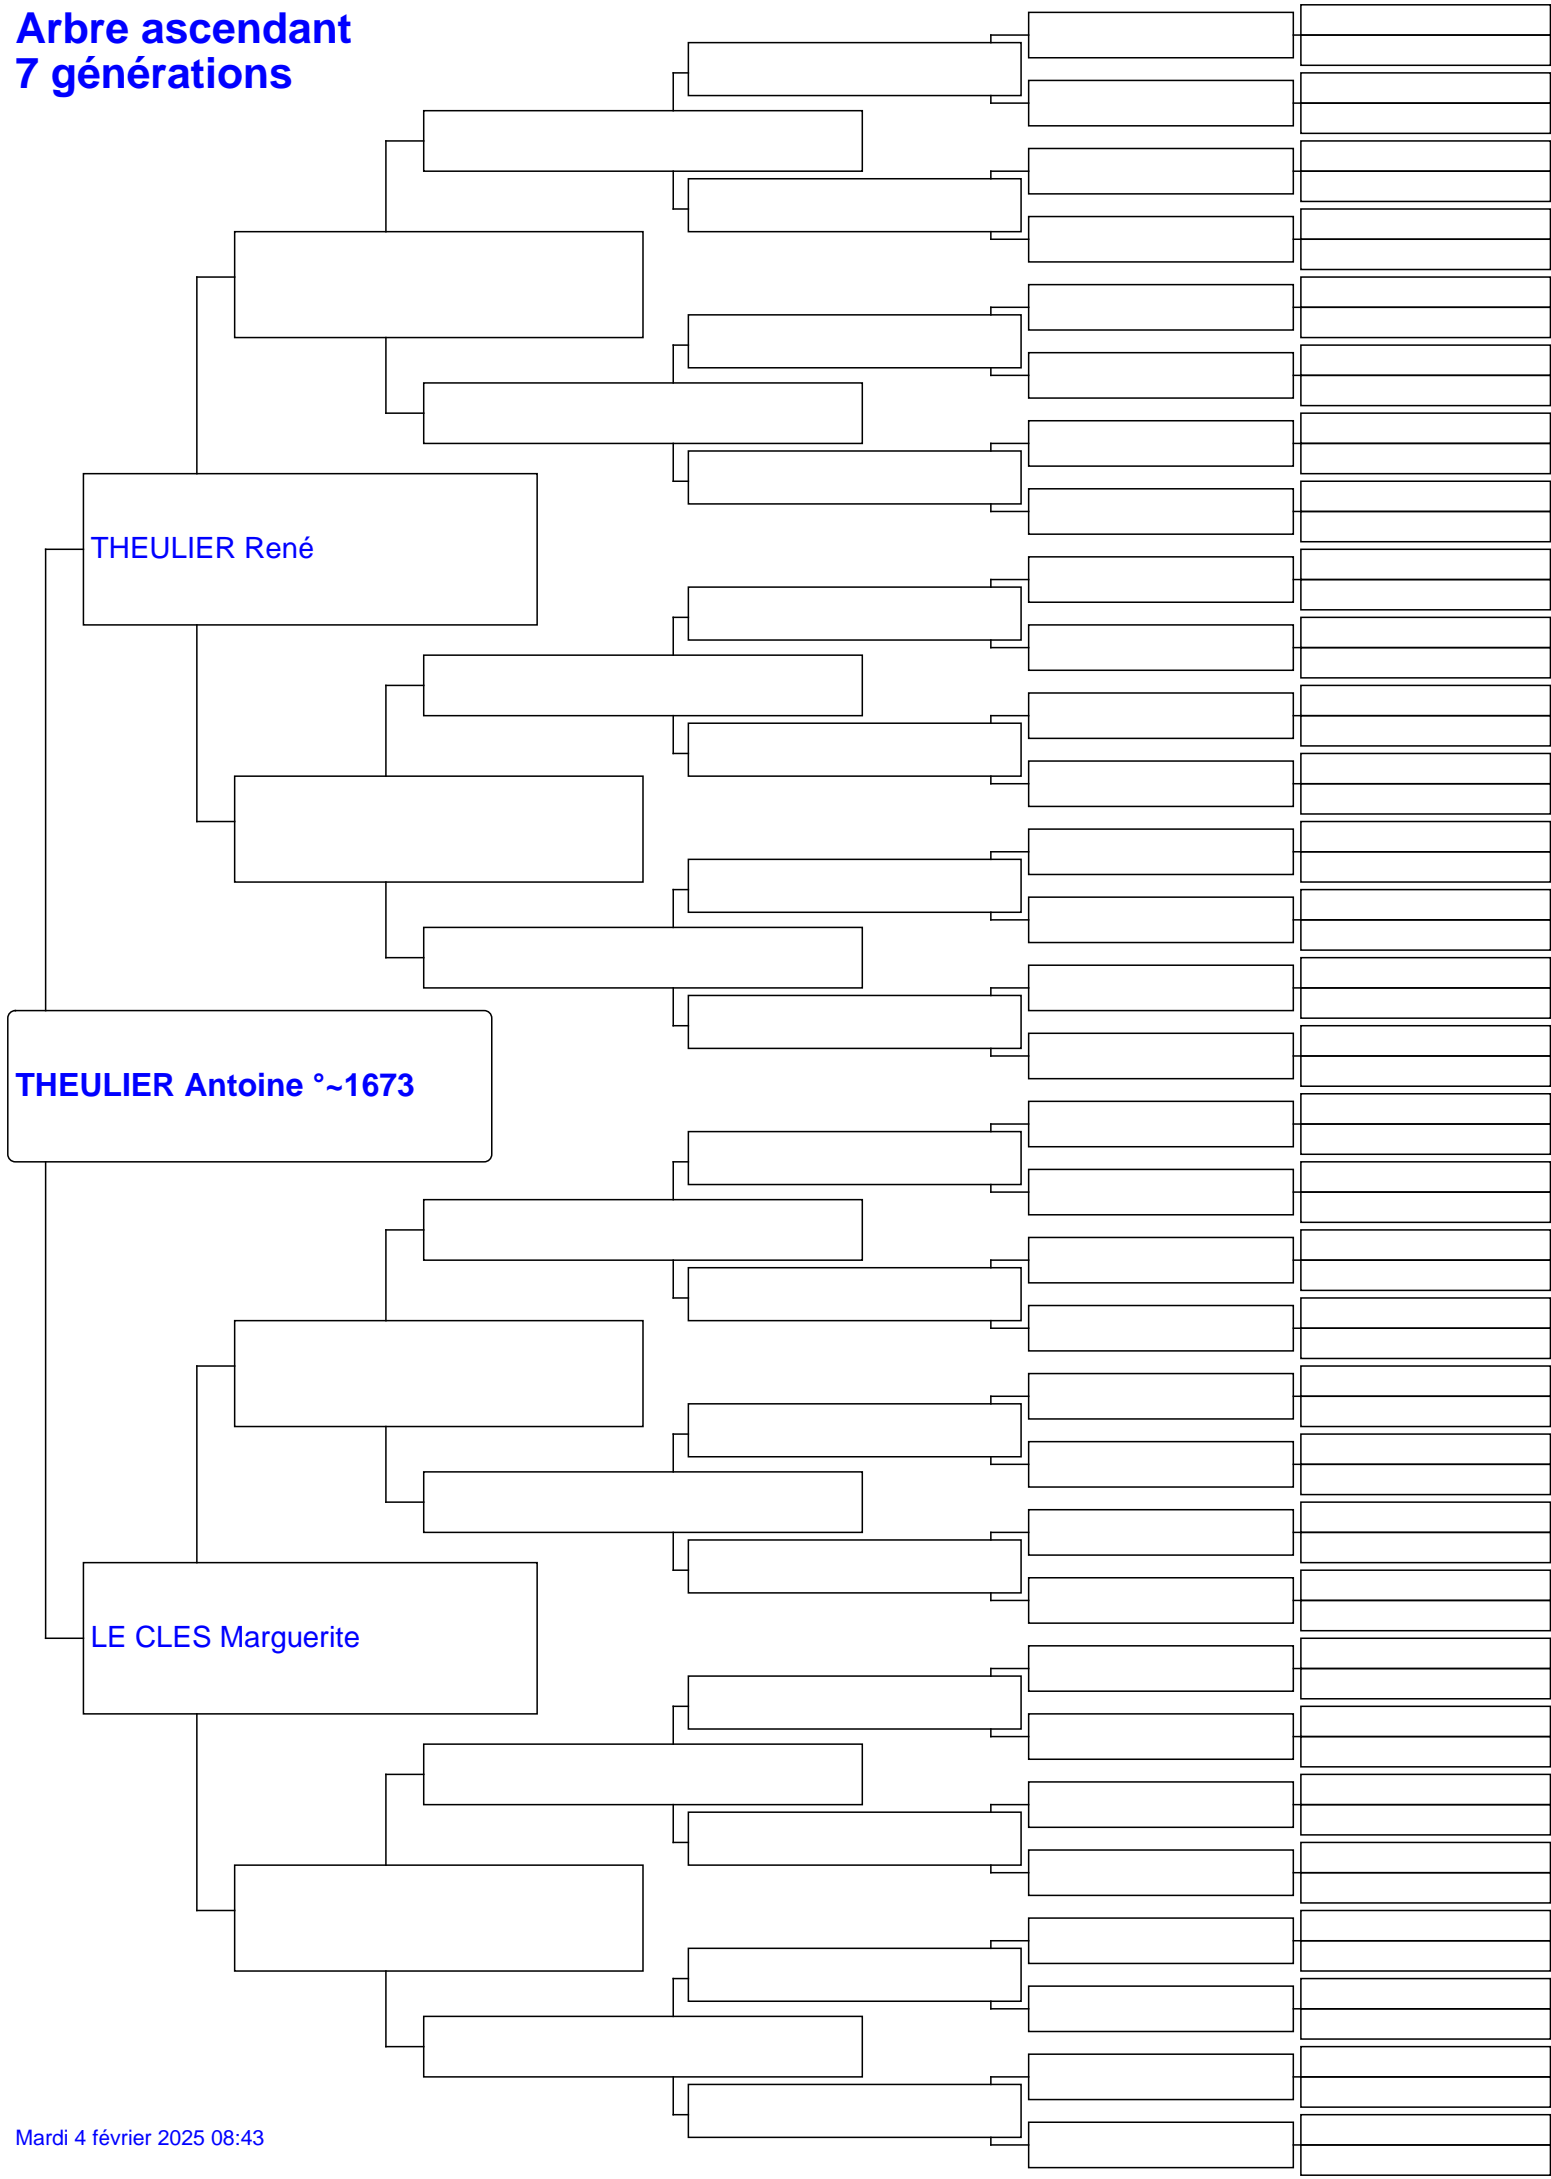 Arbre ascendant
7 générations
THEULIER René
THEULIER Antoine °~1673
LE CLES Marguerite
Mardi 4 février 2025 08:43